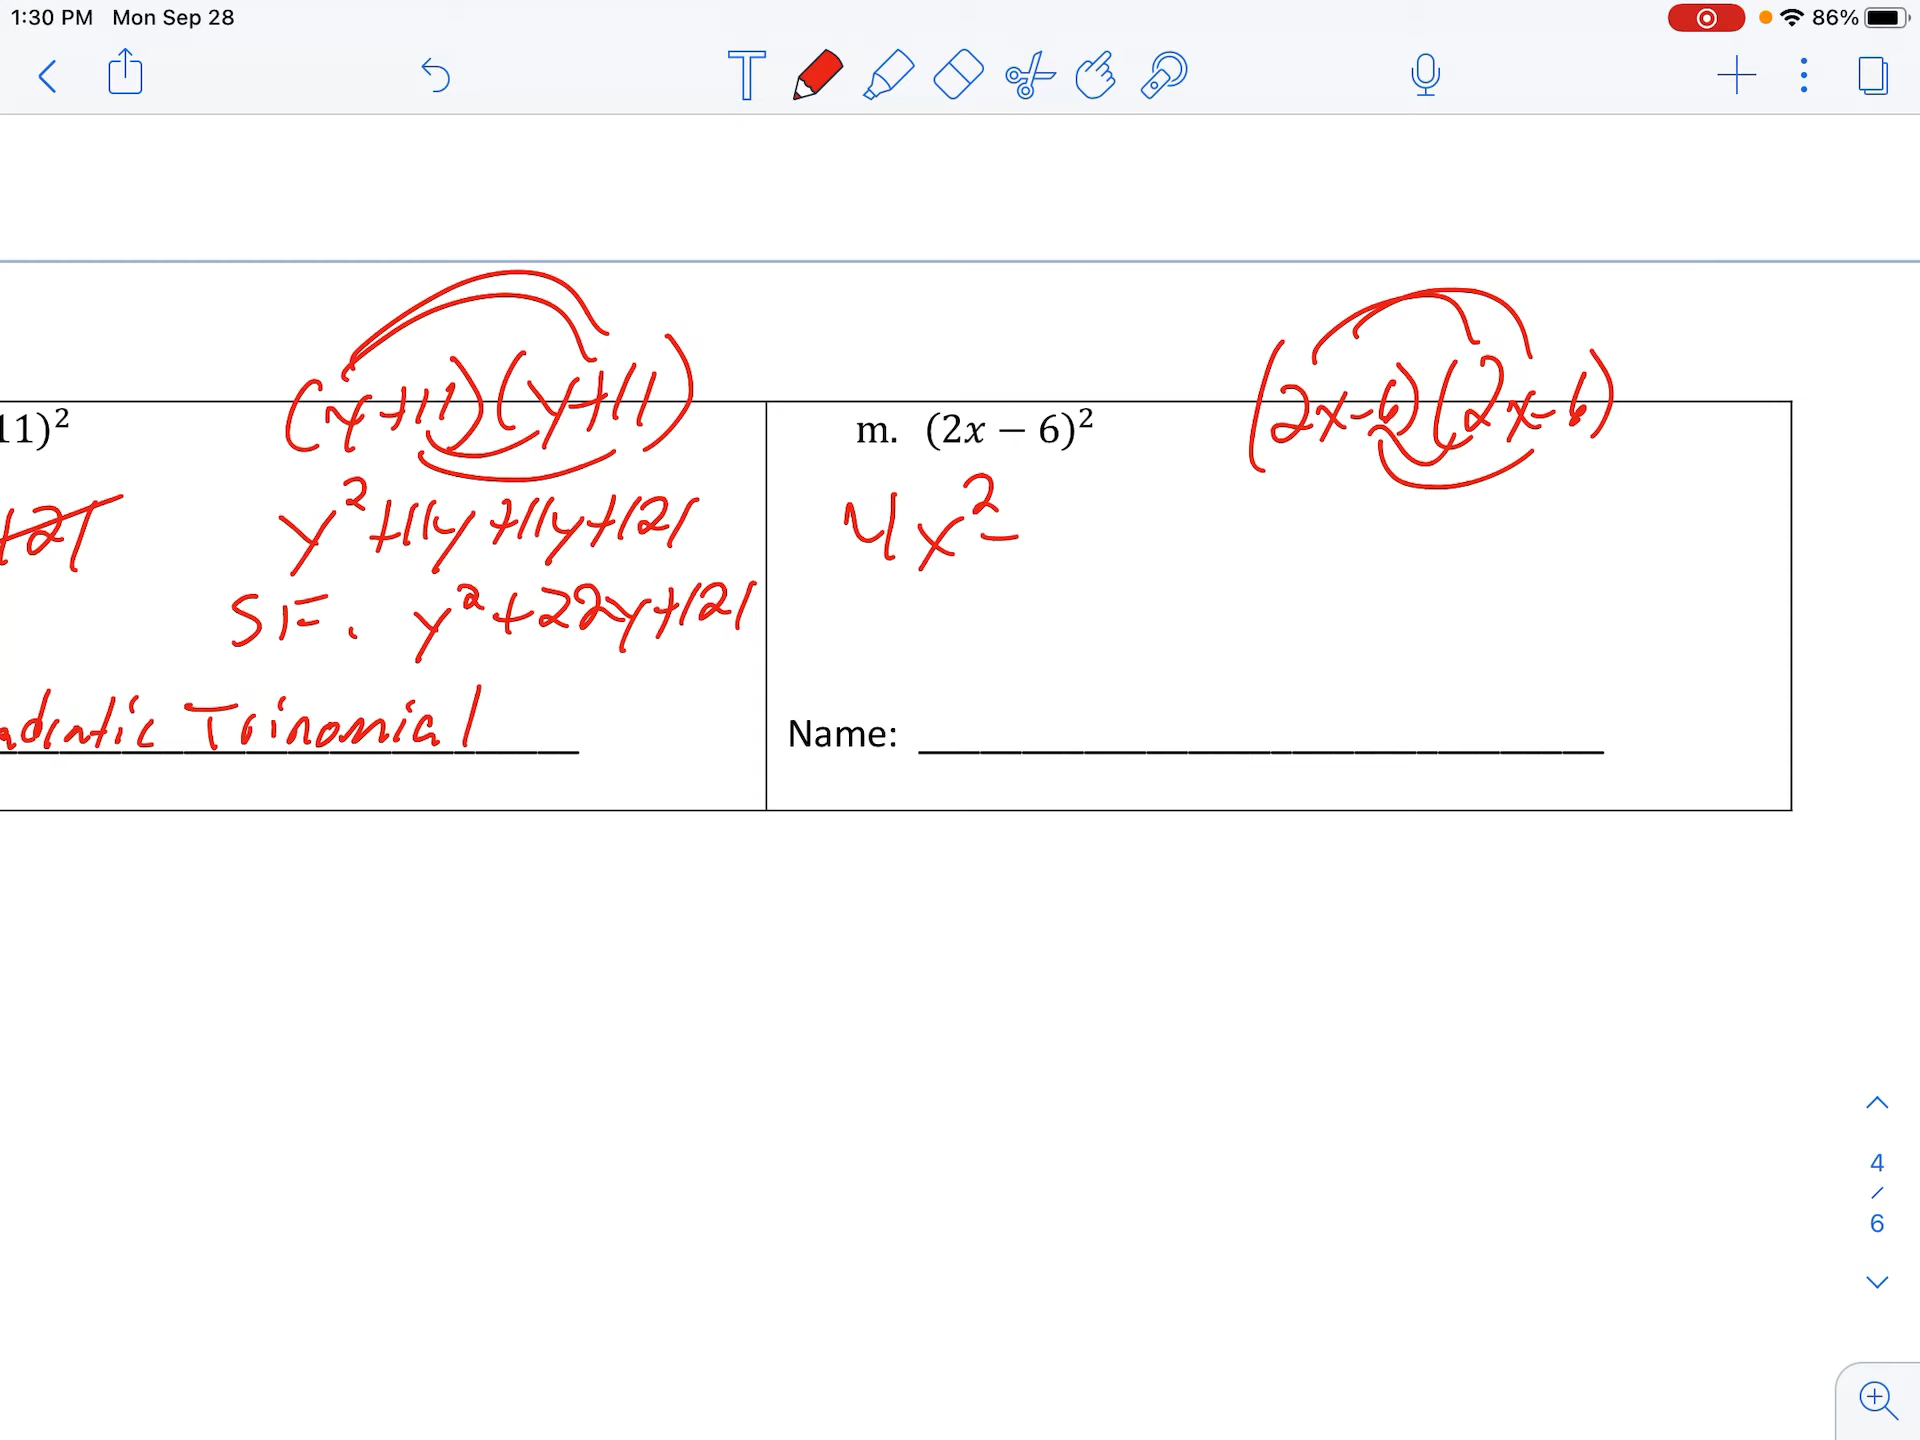 1:30 PM Mon Sep 28
86%
T
(y+11)(y+11)
(2x-6)(2x-6)
11)²
m. (2x − 6)²
y²+11y+11y+121
4x²-
SF. y²+22y+121
adratic Trinomial
Name:
4
/
6